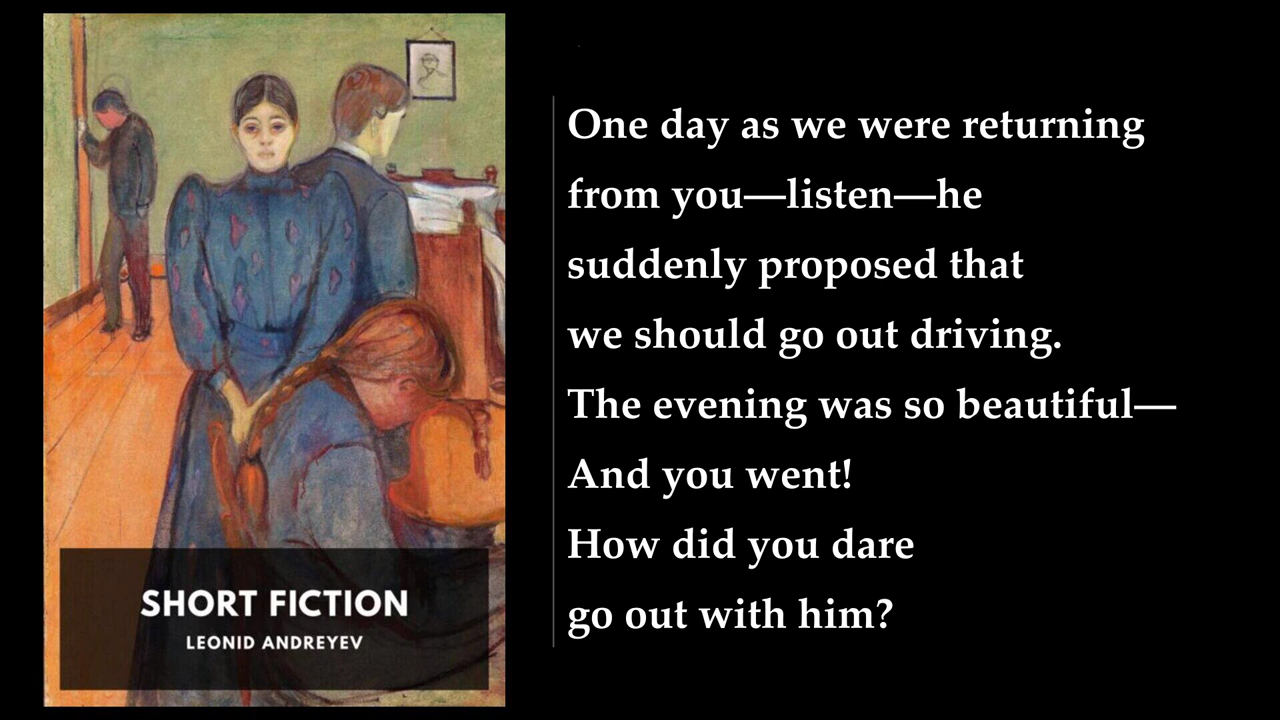 SHORT FICTION
LEONID ANDREYEV
One day as we were returning
from you—listen—he
suddenly proposed that
we should go out driving.
The evening was so beautiful—
And you went!
How did you dare
go out with him?